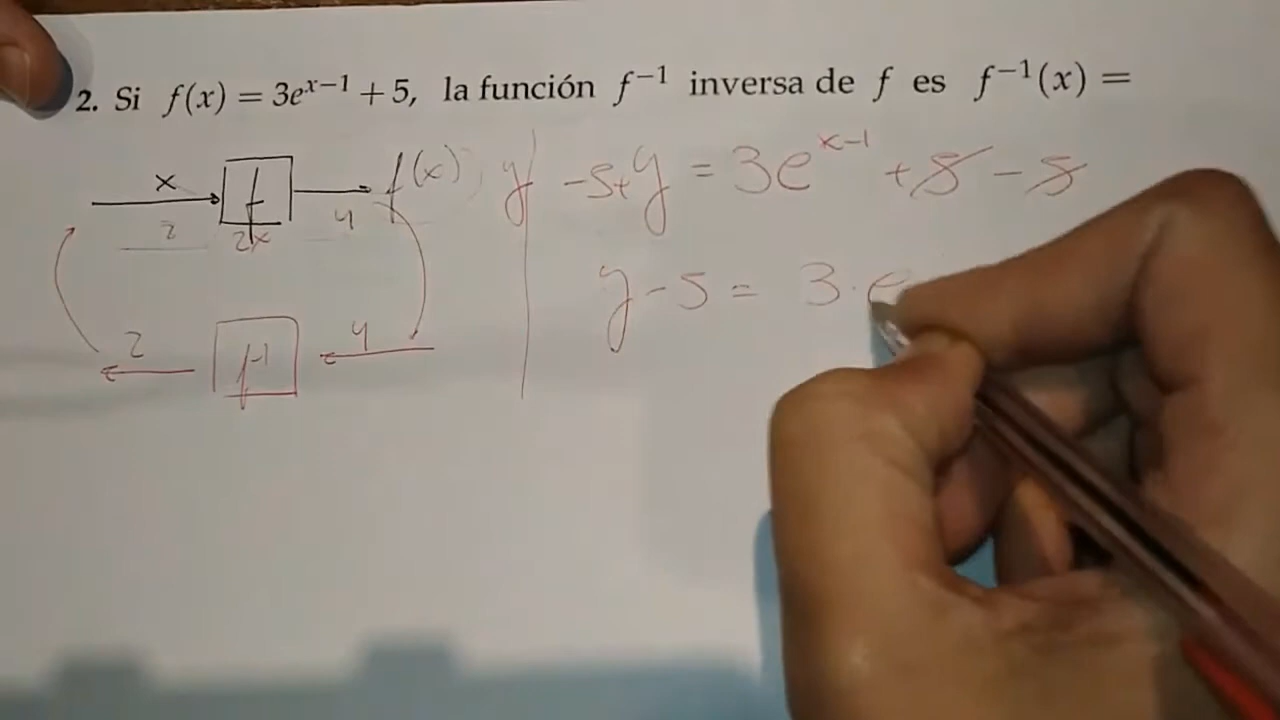 2. Si f(x) = 3e^{x−1} + 5, la función f^{−1} inversa de f es f^{−1}(x) =
x f f(x), y -5+y = 3e^{x-1} + 5 - 5
2 2x 4
y - 5 = 3·e
2 f^{-1} 4